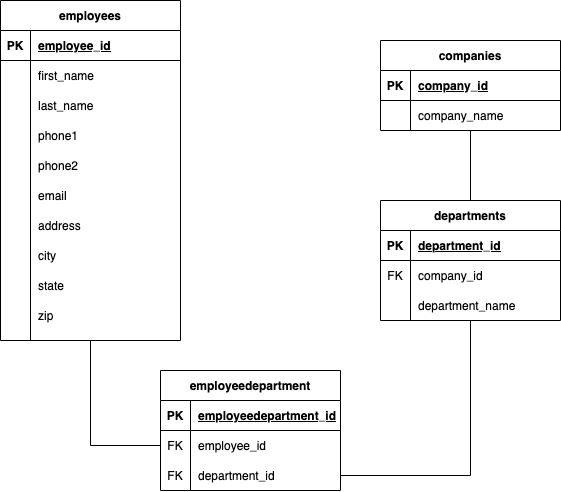 employees
PK employee_id
first_name
last_name
phone1
phone2
email
address
city
state
zip
companies
PK company_id
company_name
departments
PK department_id
FK company_id
department_name
employeedepartment
PK employeedepartment_id
FK employee_id
FK department_id